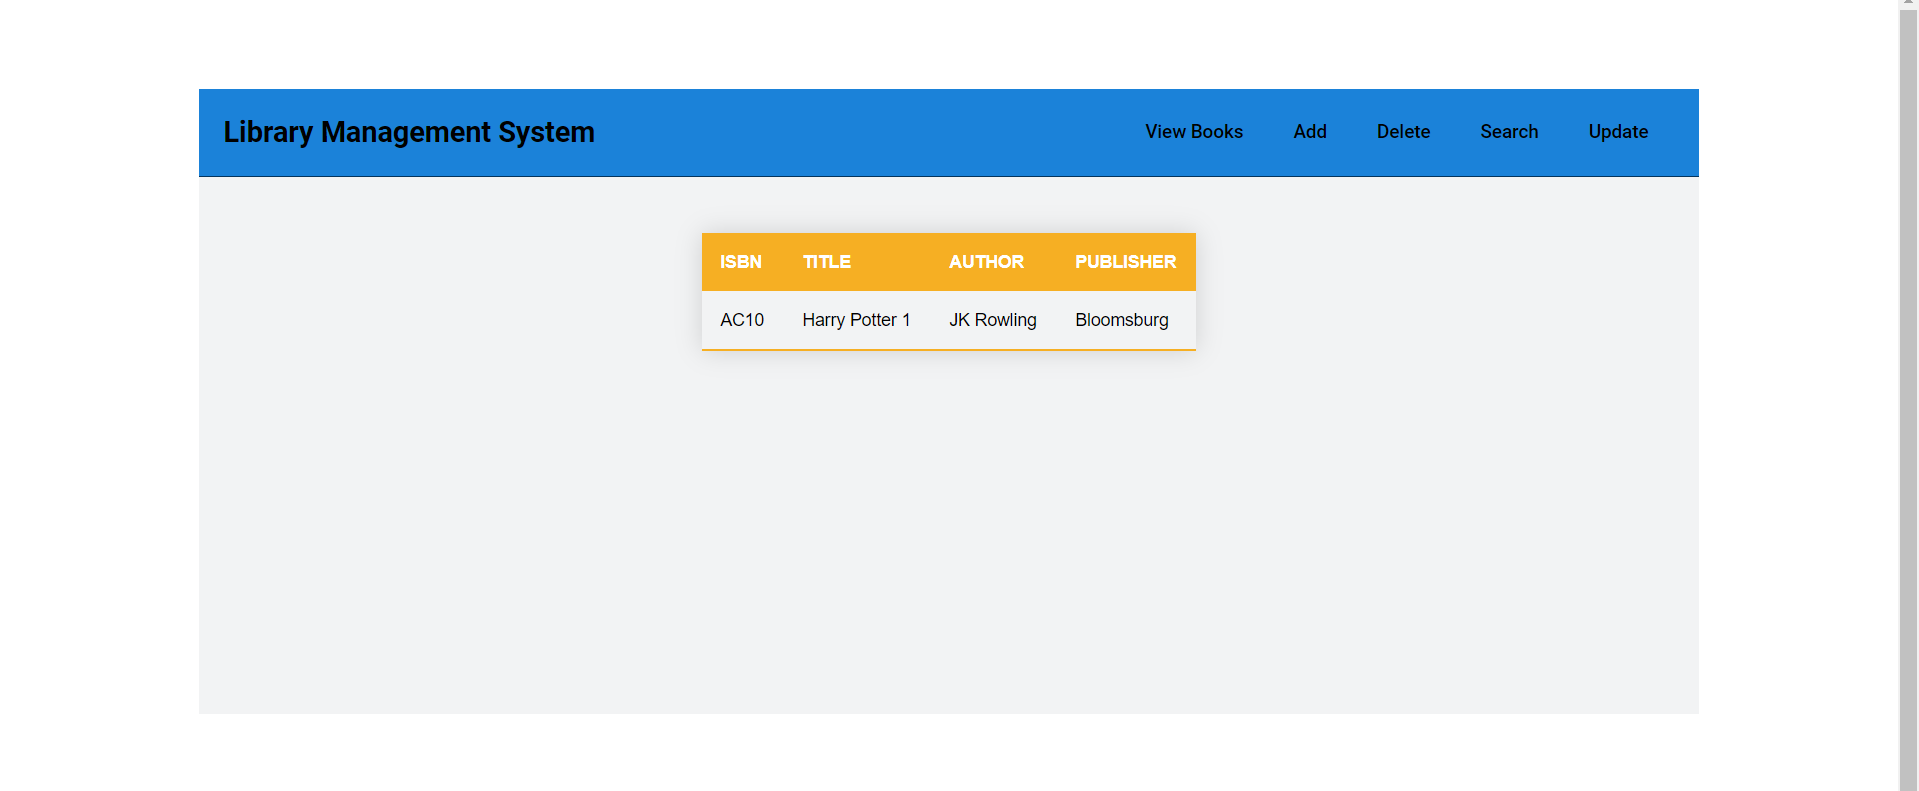 Library Management System View Books Add Delete Search Update
ISBN TITLE AUTHOR PUBLISHER
AC10 Harry Potter 1 JK Rowling Bloomsburg